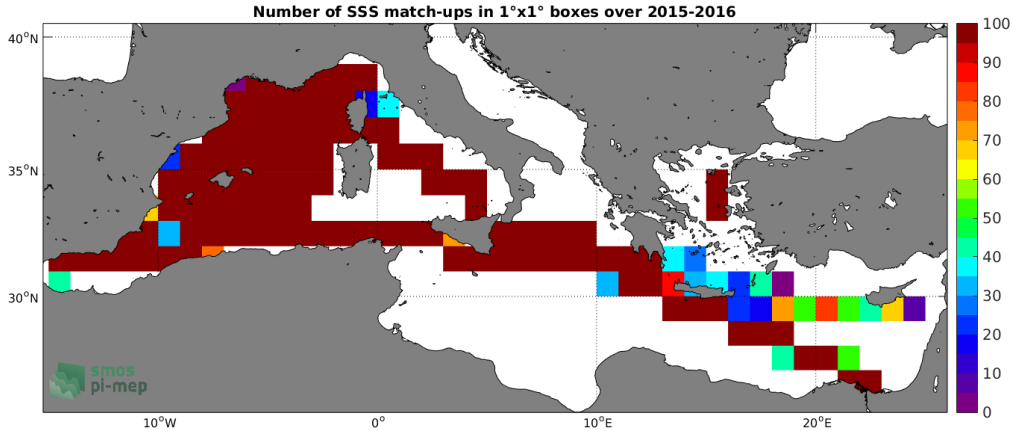 Number of SSS match-ups in 1°x1° boxes over 2015-2016
40°N
35°N
30°N
10°W
0°
10°E
20°E
100
90
80
70
60
50
40
30
20
10
0
smos
pi-mep